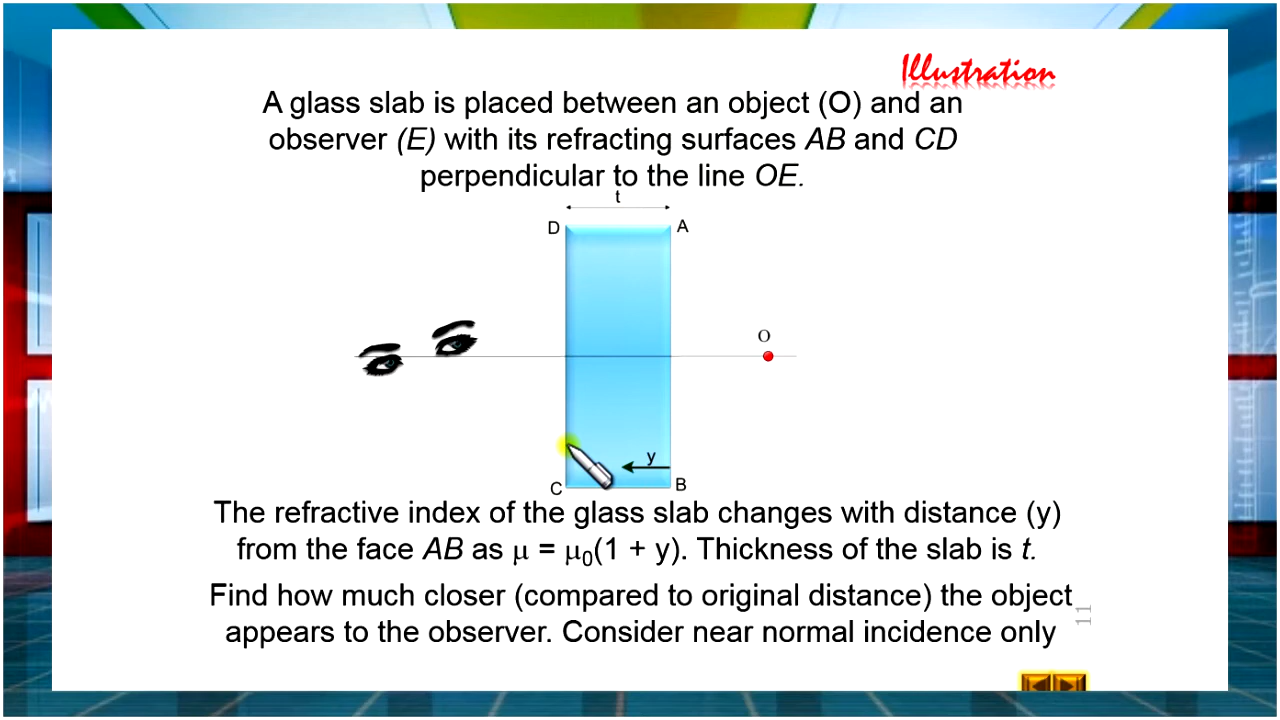 Illustration
A glass slab is placed between an object (O) and an
observer (E) with its refracting surfaces AB and CD
perpendicular to the line OE.
t
D
A
O
y
C
B
The refractive index of the glass slab changes with distance (y)
from the face AB as μ = μ₀(1 + y). Thickness of the slab is t.
Find how much closer (compared to original distance) the object
appears to the observer. Consider near normal incidence only
11